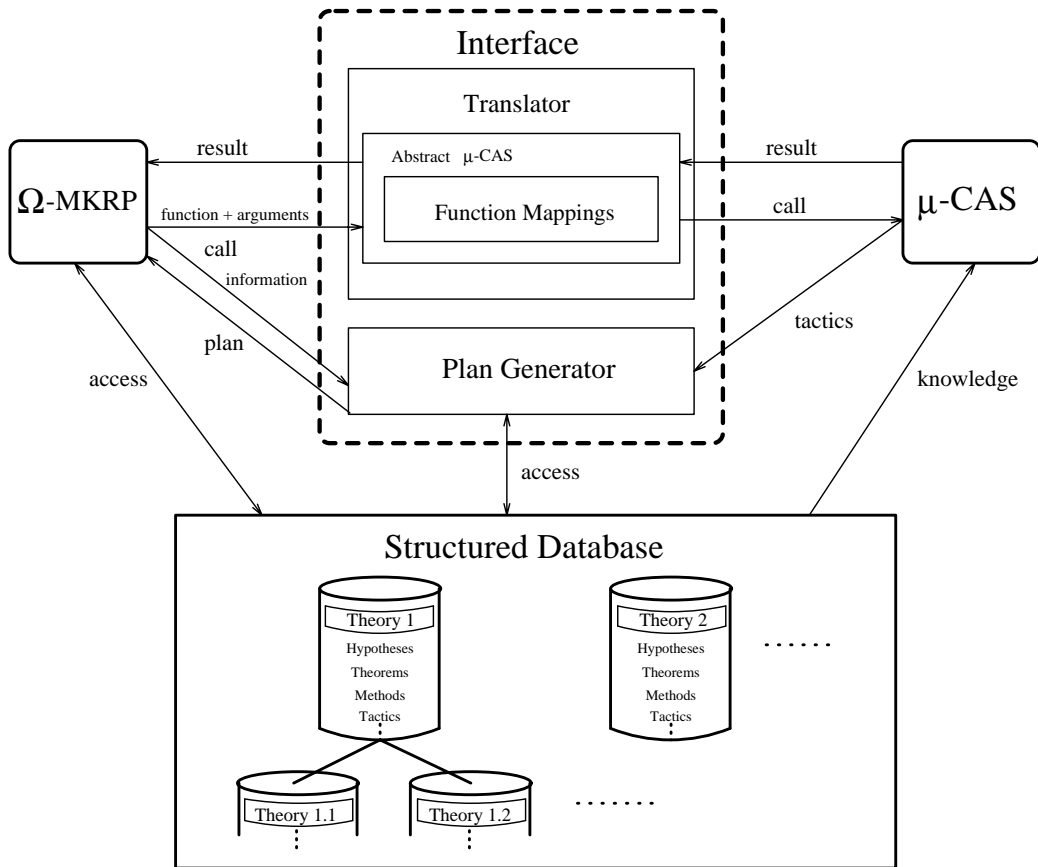 Interface
Translator
result
Abstract μ-CAS
result
Ω-MKRP
function + arguments
Function Mappings
call
μ-CAS
call
information
plan
Plan Generator
tactics
access
knowledge
access
Structured Database
Theory 1
Theory 2
Hypotheses
Hypotheses
Theorems
Theorems
Methods
Methods
Tactics
Tactics
Theory 1.1
Theory 1.2